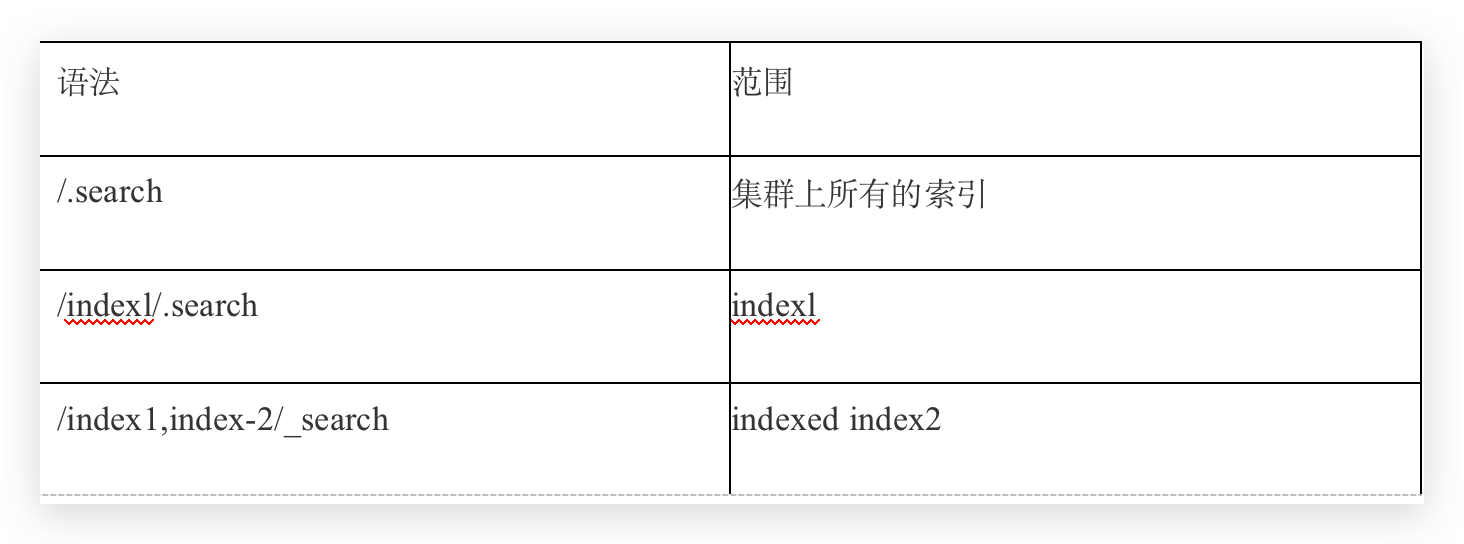 语法 范围
/.search 集群上所有的索引
/indexl/.search indexl
/index1,index-2/_search indexed index2